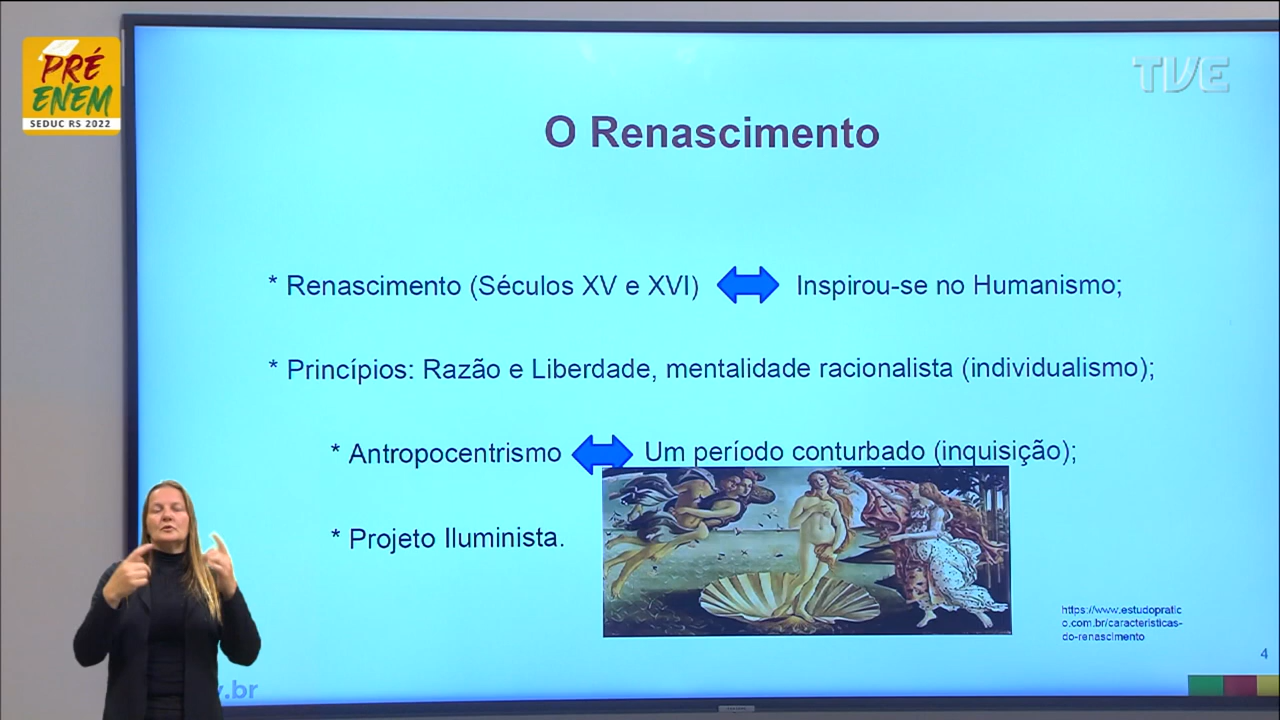 PRÉ
ENEM
SEDUC RS 2022
TVE
O Renascimento
* Renascimento (Séculos XV e XVI) Inspirou-se no Humanismo;
* Princípios: Razão e Liberdade, mentalidade racionalista (individualismo);
* Antropocentrismo Um período conturbado (inquisição);
* Projeto Iluminista.
https://www.estudopratic
o.com.br/caracteristicas-
do-renascimento
4
.br